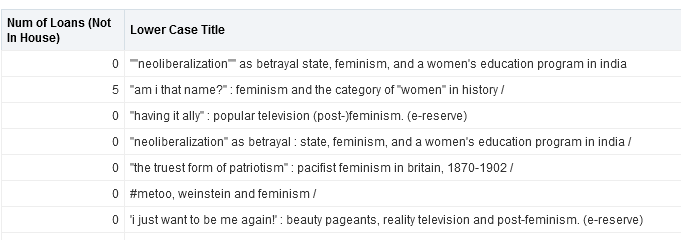 Num of Loans (Not In House) Lower Case Title
0 ""neoliberalization"" as betrayal state, feminism, and a women's education program in india
5 "am i that name?" : feminism and the category of "women" in history /
0 "having it ally" : popular television (post-)feminism. (e-reserve)
0 "neoliberalization" as betrayal : state, feminism, and a women's education program in india /
0 "the truest form of patriotism" : pacifist feminism in britain, 1870-1902 /
0 #metoo, weinstein and feminism /
0 'i just want to be me again!' : beauty pageants, reality television and post-feminism. (e-reserve)